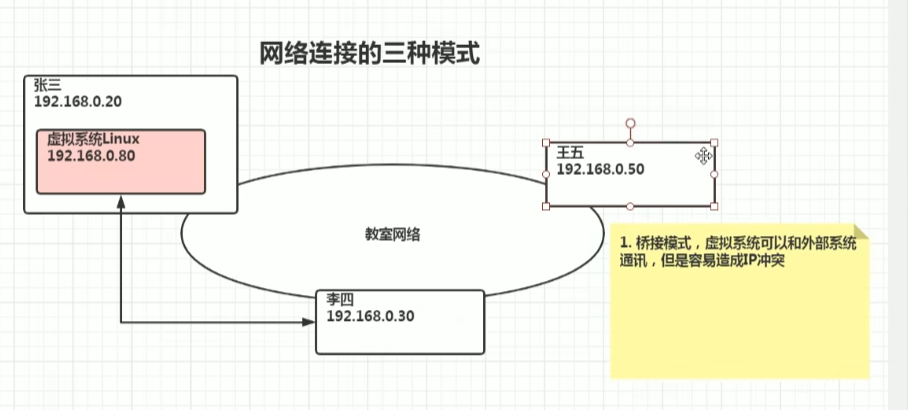 网络连接的三种模式
张三
192.168.0.20
虚拟系统Linux
192.168.0.80
王五
192.168.0.50
教室网络
1. 桥接模式，虚拟系统可以和外部系统
通讯，但是容易造成IP冲突
李四
192.168.0.30